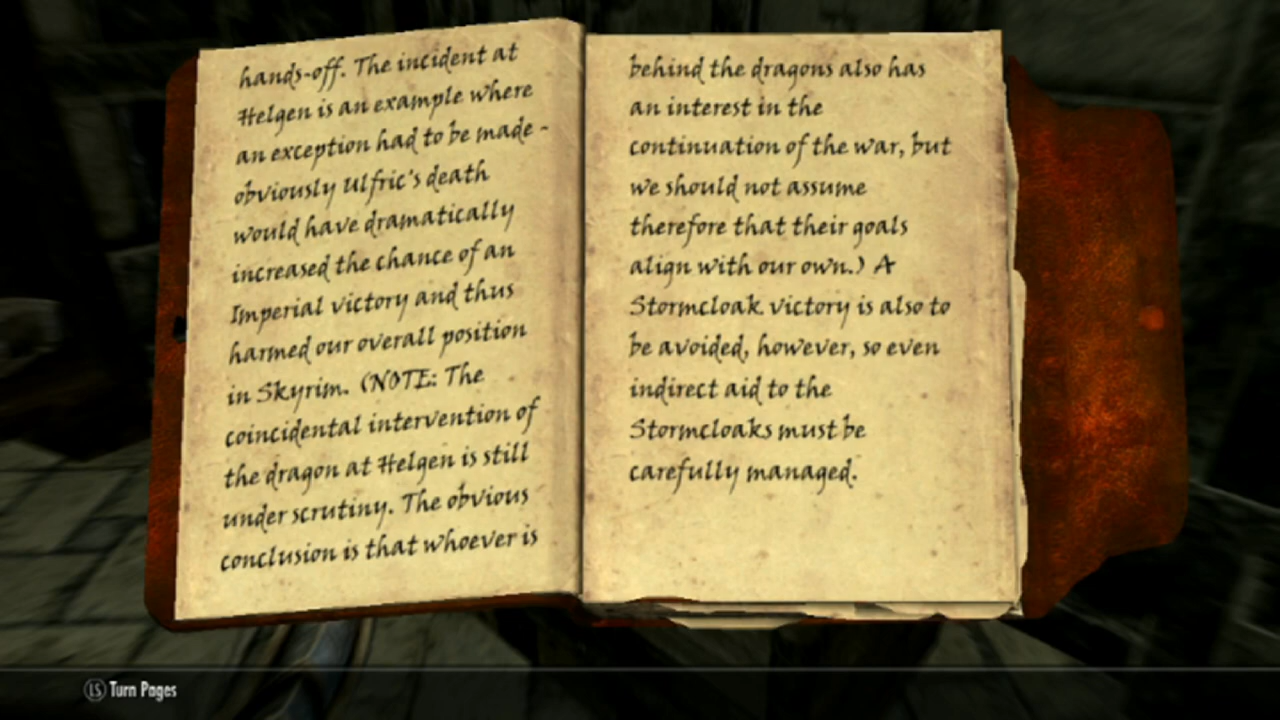 hands-off. The incident at
Helgen is an example where
an exception had to be made -
obviously Ulfric's death
would have dramatically
increased the chance of an
Imperial victory and thus
harmed our overall position
in Skyrim. (NOTE: The
coincidental intervention of
the dragon at Helgen is still
under scrutiny. The obvious
conclusion is that whoever is
behind the dragons also has
an interest in the
continuation of the war, but
we should not assume
therefore that their goals
align with our own.) A
Stormcloak victory is also to
be avoided, however, so even
indirect aid to the
Stormcloaks must be
carefully managed.
LS Turn Pages